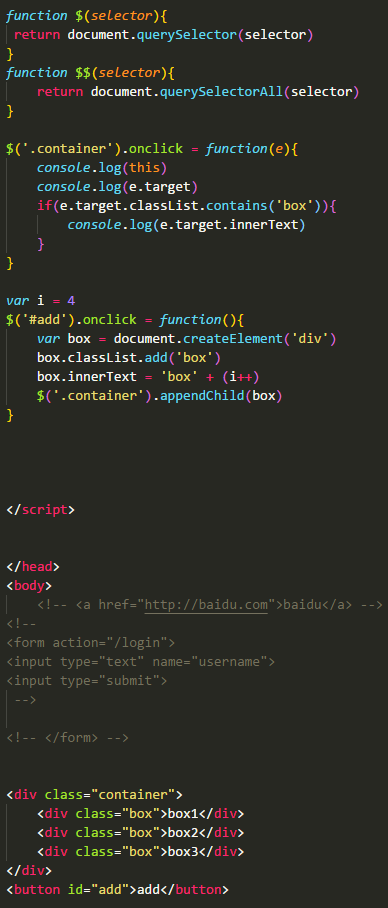 function $(selector){
return document.querySelector(selector)
}
function $$(selector){
return document.querySelectorAll(selector)
}
$('.container').onclick = function(e){
console.log(this)
console.log(e.target)
if(e.target.classList.contains('box')){
console.log(e.target.innerText)
}
}
var i = 4
$('#add').onclick = function(){
var box = document.createElement('div')
box.classList.add('box')
box.innerText = 'box' + (i++)
$('.container').appendChild(box)
}
</script>
</head>
<body>
<!-- <a href="http://baidu.com">baidu</a> -->
<!--
<form action="/login">
<input type="text" name="username">
<input type="submit">
-->
<!-- </form> -->
<div class="container">
<div class="box">box1</div>
<div class="box">box2</div>
<div class="box">box3</div>
</div>
<button id="add">add</button>